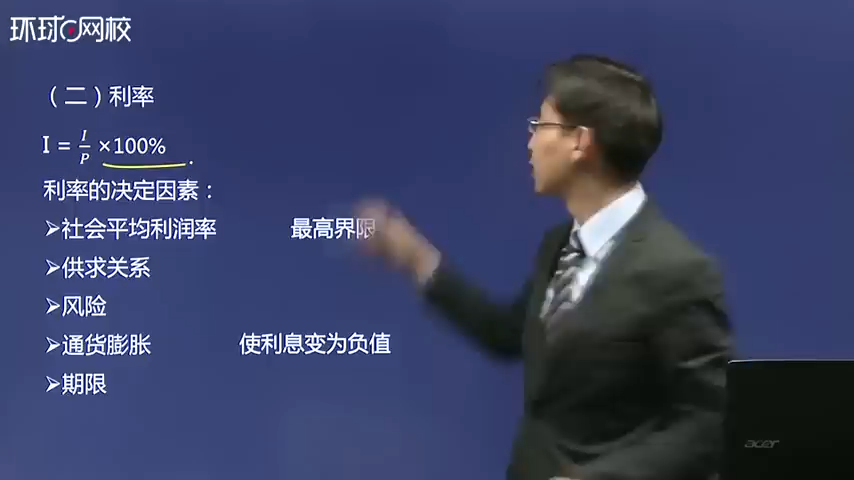 环球网校
（二）利率
I = I/P ×100%
利率的决定因素：
➢社会平均利润率 最高界限
➢供求关系
➢风险
➢通货膨胀 使利息变为负值
➢期限
acer